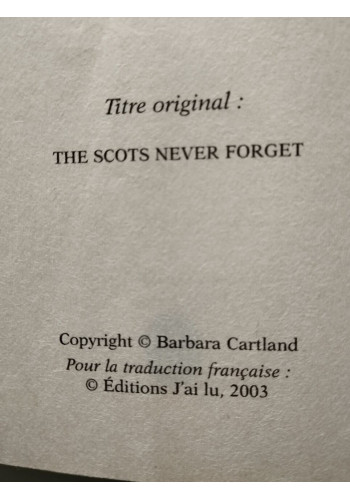 Titre original :
THE SCOTS NEVER FORGET
Copyright © Barbara Cartland
Pour la traduction française :
© Éditions J'ai lu, 2003